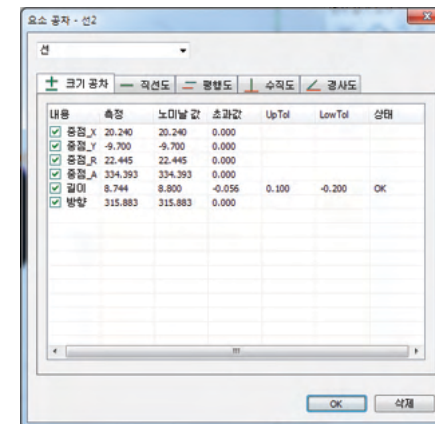 요소 공차 - 선2
선
크기 공차 직선도 평행도 수직도 경사도
내용 측정 노미날 값 초과값 UpTol LowTol 상태
중점_X 20.240 20.240 0.000
중점_Y -9.700 -9.700 0.000
중점_R 22.445 22.445 0.000
중점_A 334.393 334.393 0.000
길이 8.744 8.800 -0.056 0.100 -0.200 OK
방향 315.883 315.883 0.000
OK 삭제